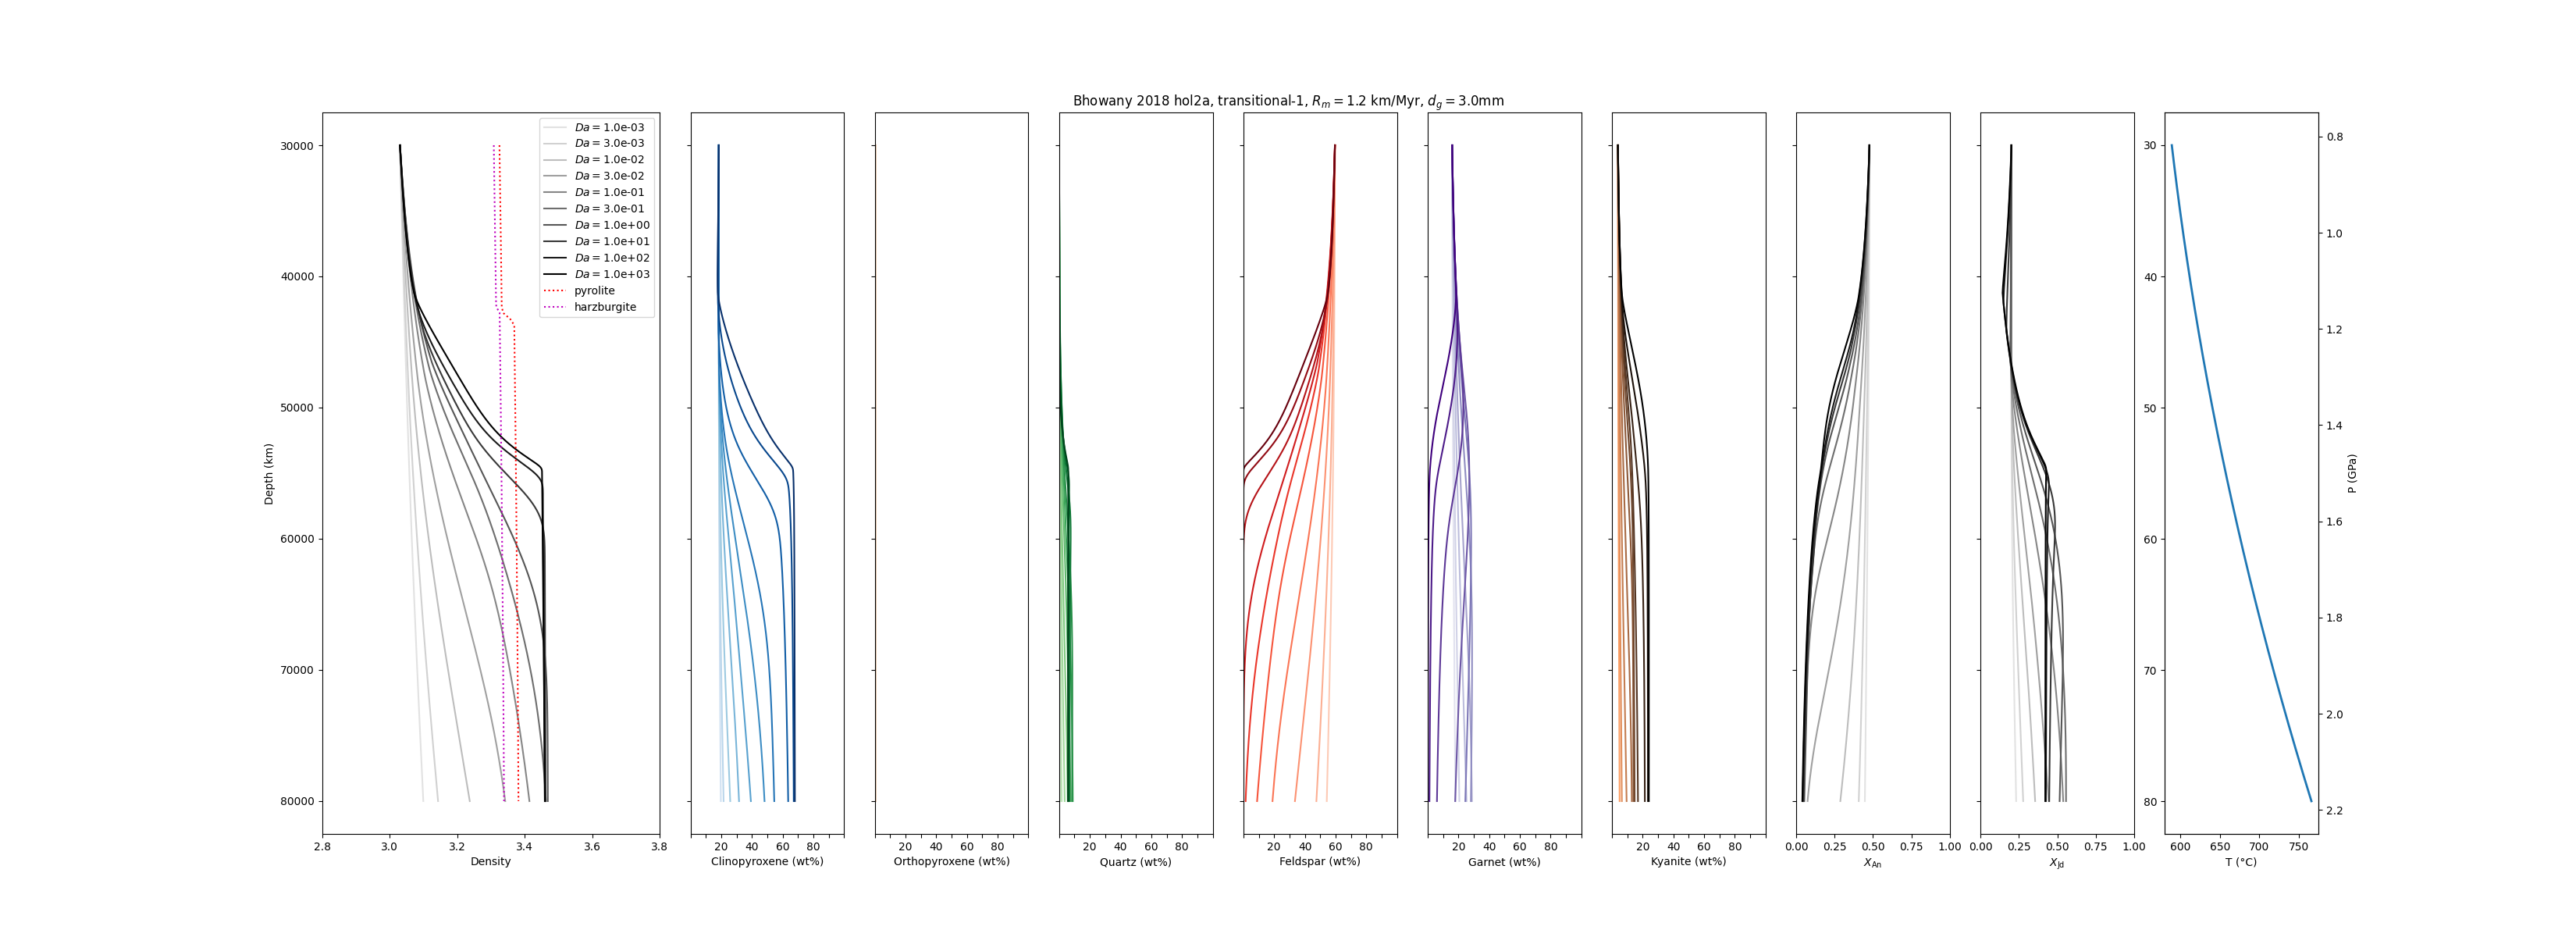 Bhowany 2018 hol2a, transitional-1, Rm = 1.2 km/Myr, dg = 3.0mm
Da = 1.0e-03
Da = 3.0e-03
Da = 1.0e-02
Da = 3.0e-02
Da = 1.0e-01
Da = 3.0e-01
Da = 1.0e+00
Da = 1.0e+01
Da = 1.0e+02
Da = 1.0e+03
pyrolite
harzburgite
Depth (km)
30000
40000
50000
60000
70000
80000
2.8 3.0 3.2 3.4 3.6 3.8
Density
20 40 60 80
Clinopyroxene (wt%)
20 40 60 80
Orthopyroxene (wt%)
20 40 60 80
Quartz (wt%)
20 40 60 80
Feldspar (wt%)
20 40 60 80
Garnet (wt%)
20 40 60 80
Kyanite (wt%)
0.00 0.25 0.50 0.75 1.00
XAn
0.00 0.25 0.50 0.75 1.00
XJd
30
40
50
60
70
80
600 650 700 750
T (°C)
0.8
1.0
1.2
1.4
1.6
1.8
2.0
2.2
P (GPa)